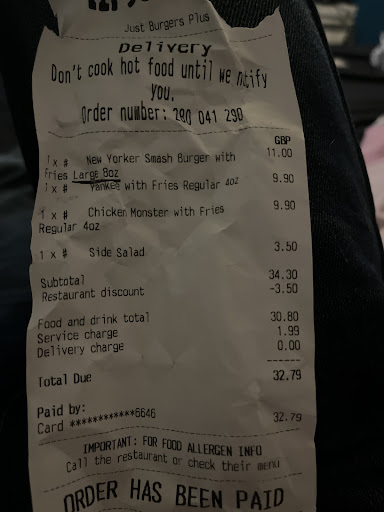 Just Burgers Plus
Delivery
Don't cook hot food until we notify
you.
Order number: 290 041 290
GBP
1 x # New Yorker Smash Burger with 11.00
Fries Large 8oz
1 x # Yankee with Fries Regular 4oz 9.90
1 x # Chicken Monster with Fries 9.90
Regular 4oz
1 x # Side Salad 3.50
Subtotal 34.30
Restaurant discount -3.50
Food and drink total 30.80
Service charge 1.99
Delivery charge 0.00
Total Due 32.79
Paid by:
Card ************6646 32.79
IMPORTANT: FOR FOOD ALLERGEN INFO
Call the restaurant or check their menu
ORDER HAS BEEN PAID